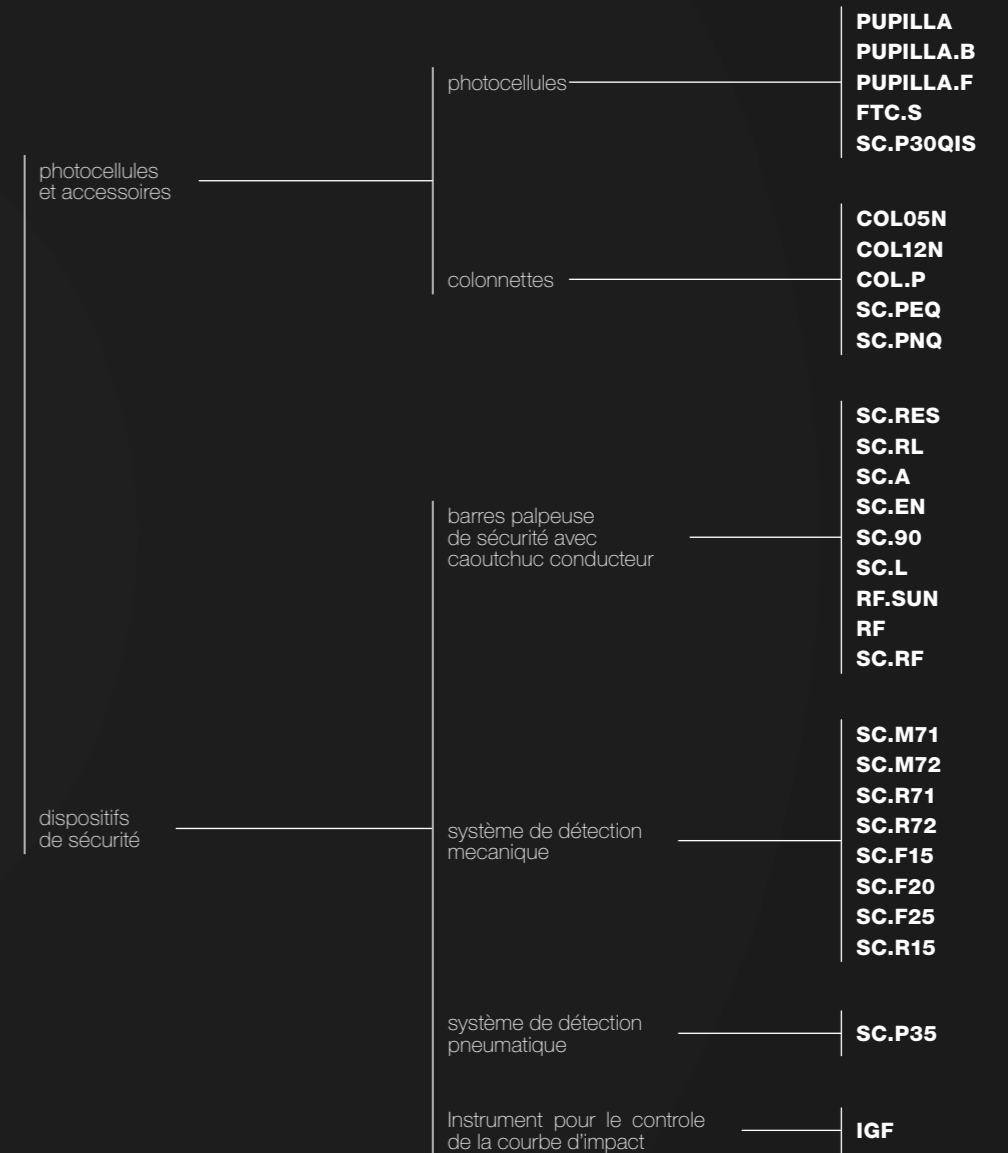 photocellules
et accessoires
photocellules
PUPILLA
PUPILLA.B
PUPILLA.F
FTC.S
SC.P30QIS
colonnettes
COL05N
COL12N
COL.P
SC.PEQ
SC.PNQ
dispositifs
de sécurité
barres palpeuse
de sécurité avec
caoutchuc conducteur
SC.RES
SC.RL
SC.A
SC.EN
SC.90
SC.L
RF.SUN
RF
SC.RF
système de détection
mecanique
SC.M71
SC.M72
SC.R71
SC.R72
SC.F15
SC.F20
SC.F25
SC.R15
système de détection
pneumatique
SC.P35
Instrument pour le controle
de la courbe d'impact
IGF